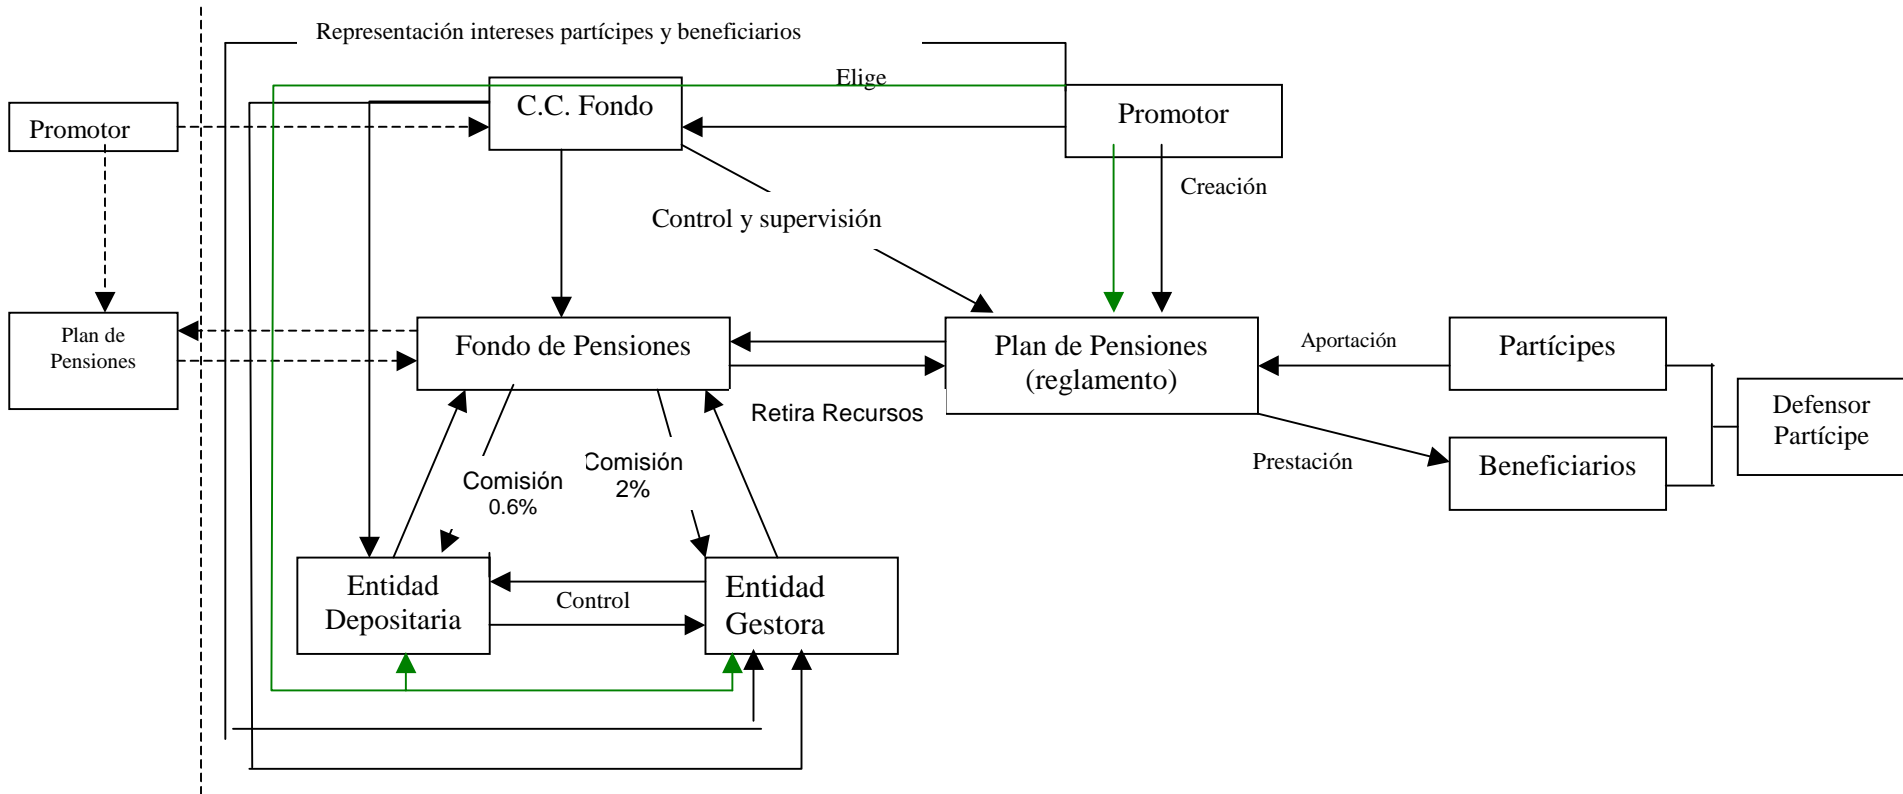 Representación intereses partícipes y beneficiarios
Elige
C.C. Fondo
Promotor
Promotor
Creación
Control y supervisión
Plan de
Pensiones
Fondo de Pensiones
Plan de Pensiones
(reglamento)
Aportación
Partícipes
Defensor
Partícipe
Retira Recursos
Comisión
0.6%
Comisión
2%
Prestación
Beneficiarios
Entidad
Depositaria
Control
Entidad
Gestora